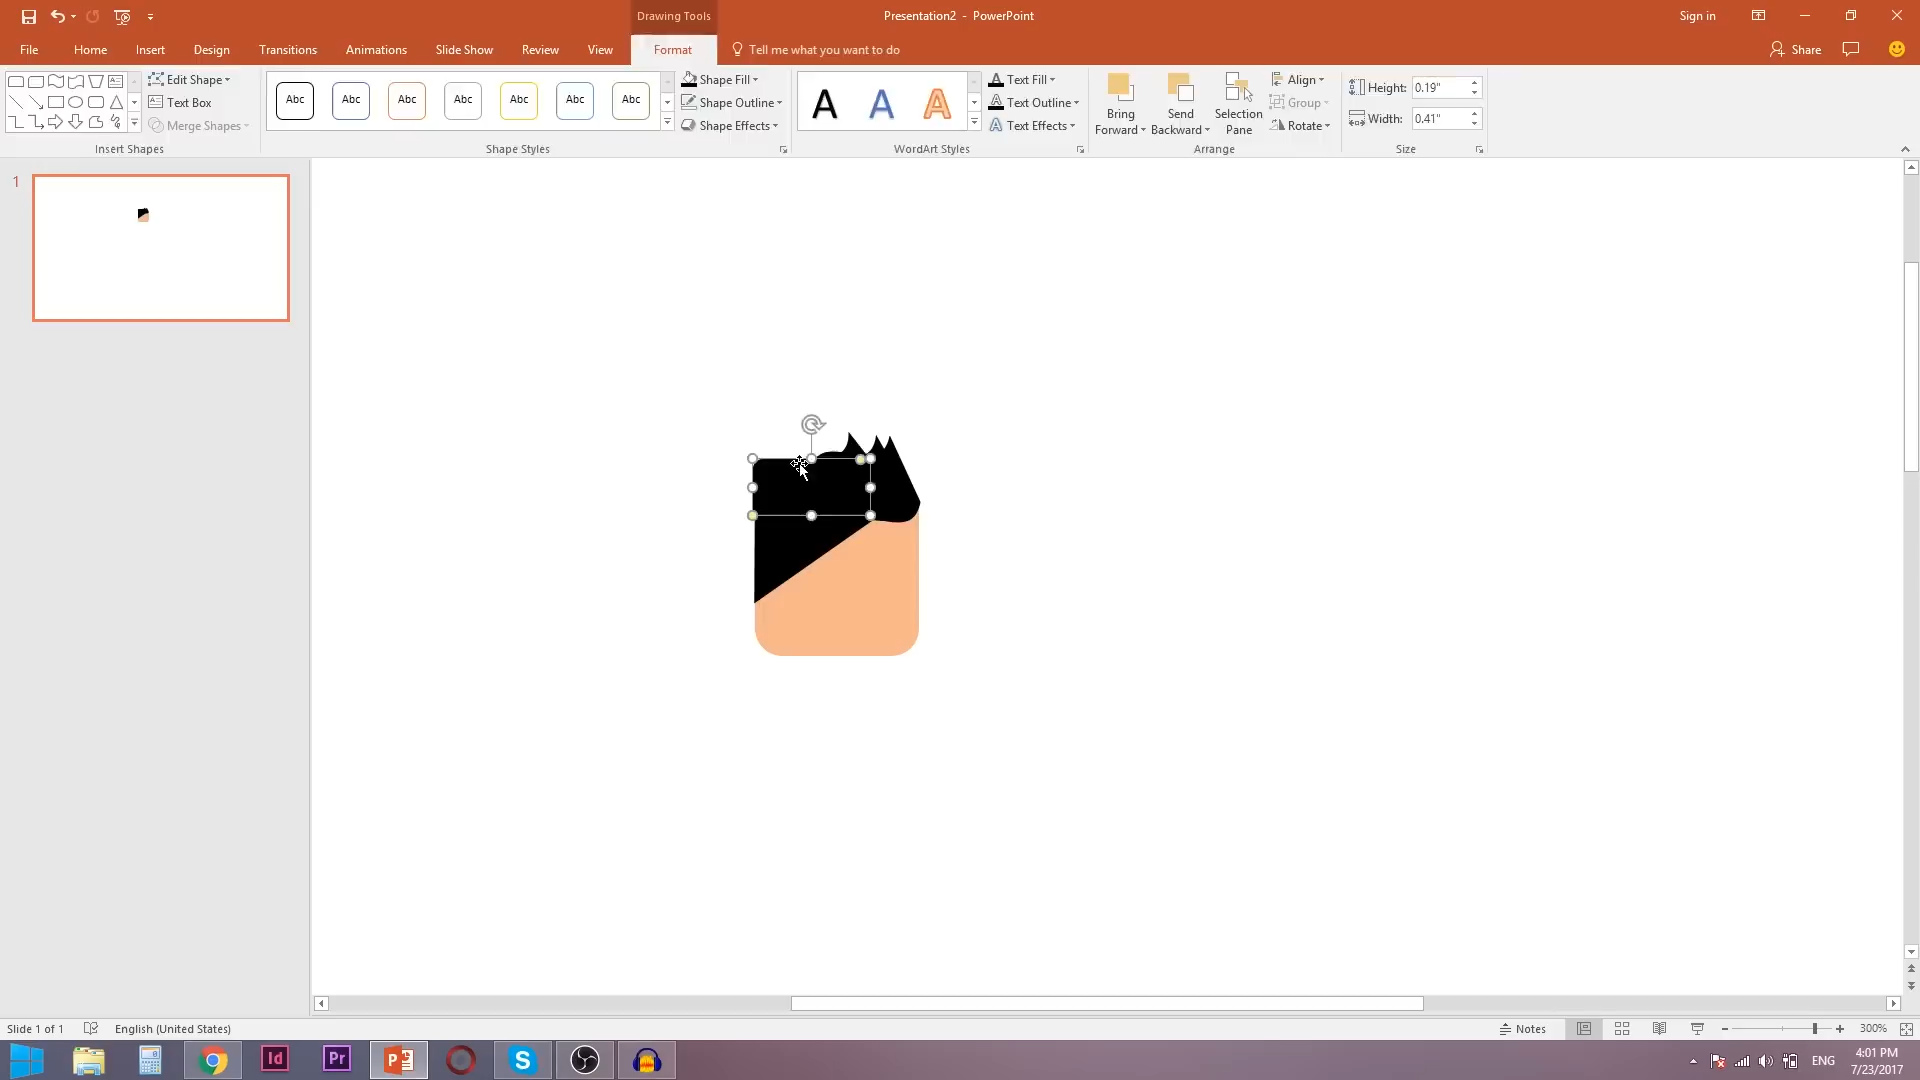 Drawing Tools
Presentation2 - PowerPoint
Sign in
File Home Insert Design Transitions Animations Slide Show Review View Format Tell me what you want to do Share
Edit Shape
Text Box
Merge Shapes
Insert Shapes
Abc Abc Abc Abc Abc Abc Abc
Shape Fill
Shape Outline
Shape Effects
Shape Styles
A A A
Text Fill
Text Outline
Text Effects
WordArt Styles
Bring
Forward
Send
Backward
Selection
Pane
Align
Group
Rotate
Arrange
Height: 0.19"
Width: 0.41"
Size
1
Slide 1 of 1 English (United States) Notes 300%
Id Pr P S
ENG
4:01 PM
7/23/2017